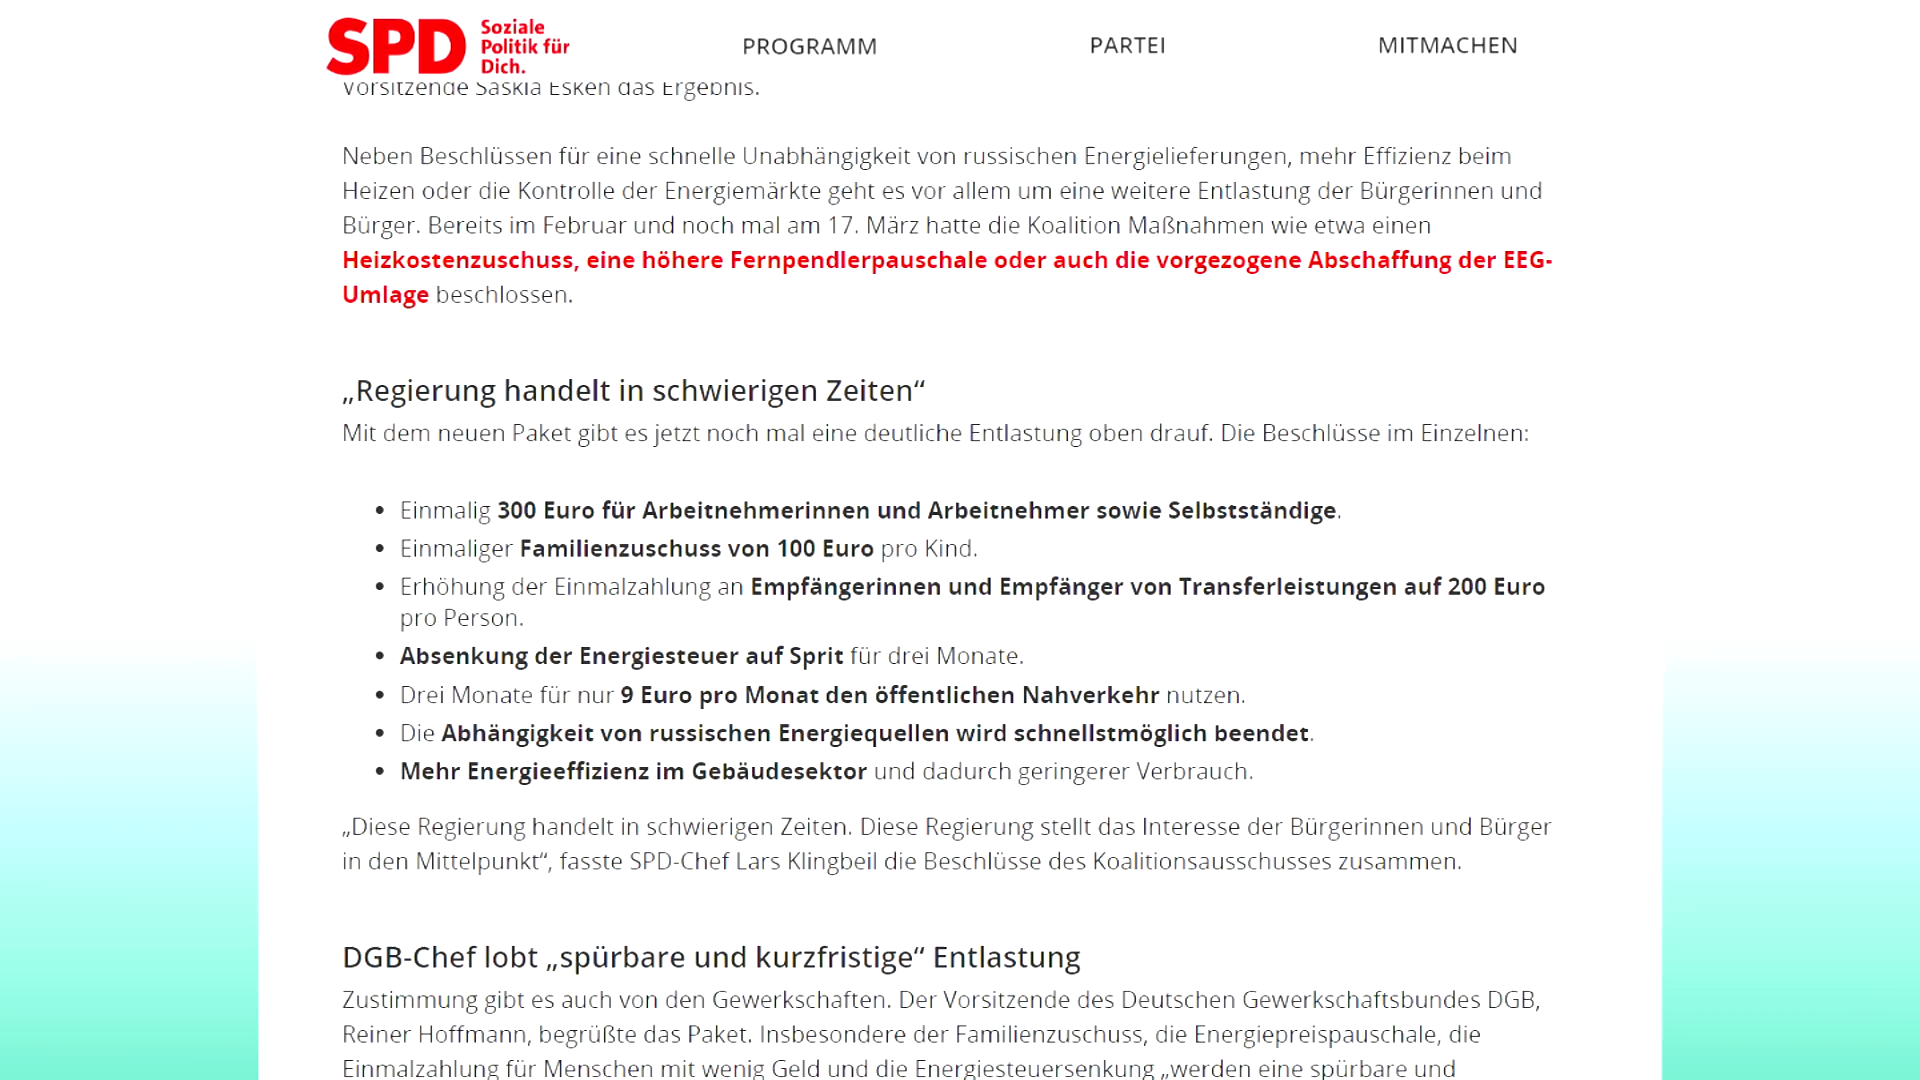 SPD Soziale
Politik für
Dich.
PROGRAMM
PARTEI
MITMACHEN
Vorsitzende Saskia Esken das Ergebnis.
Neben Beschlüssen für eine schnelle Unabhängigkeit von russischen Energielieferungen, mehr Effizienz beim
Heizen oder die Kontrolle der Energiemärkte geht es vor allem um eine weitere Entlastung der Bürgerinnen und
Bürger. Bereits im Februar und noch mal am 17. März hatte die Koalition Maßnahmen wie etwa einen
Heizkostenzuschuss, eine höhere Fernpendlerpauschale oder auch die vorgezogene Abschaffung der EEG-
Umlage beschlossen.
„Regierung handelt in schwierigen Zeiten“
Mit dem neuen Paket gibt es jetzt noch mal eine deutliche Entlastung oben drauf. Die Beschlüsse im Einzelnen:
• Einmalig 300 Euro für Arbeitnehmerinnen und Arbeitnehmer sowie Selbstständige.
• Einmaliger Familienzuschuss von 100 Euro pro Kind.
• Erhöhung der Einmalzahlung an Empfängerinnen und Empfänger von Transferleistungen auf 200 Euro
pro Person.
• Absenkung der Energiesteuer auf Sprit für drei Monate.
• Drei Monate für nur 9 Euro pro Monat den öffentlichen Nahverkehr nutzen.
• Die Abhängigkeit von russischen Energiequellen wird schnellstmöglich beendet.
• Mehr Energieeffizienz im Gebäudesektor und dadurch geringerer Verbrauch.
„Diese Regierung handelt in schwierigen Zeiten. Diese Regierung stellt das Interesse der Bürgerinnen und Bürger
in den Mittelpunkt“, fasste SPD-Chef Lars Klingbeil die Beschlüsse des Koalitionsausschusses zusammen.
DGB-Chef lobt „spürbare und kurzfristige“ Entlastung
Zustimmung gibt es auch von den Gewerkschaften. Der Vorsitzende des Deutschen Gewerkschaftsbundes DGB,
Reiner Hoffmann, begrüßte das Paket. Insbesondere der Familienzuschuss, die Energiepreispauschale, die
Einmalzahlung für Menschen mit wenig Geld und die Energiesteuersenkung „werden eine spürbare und